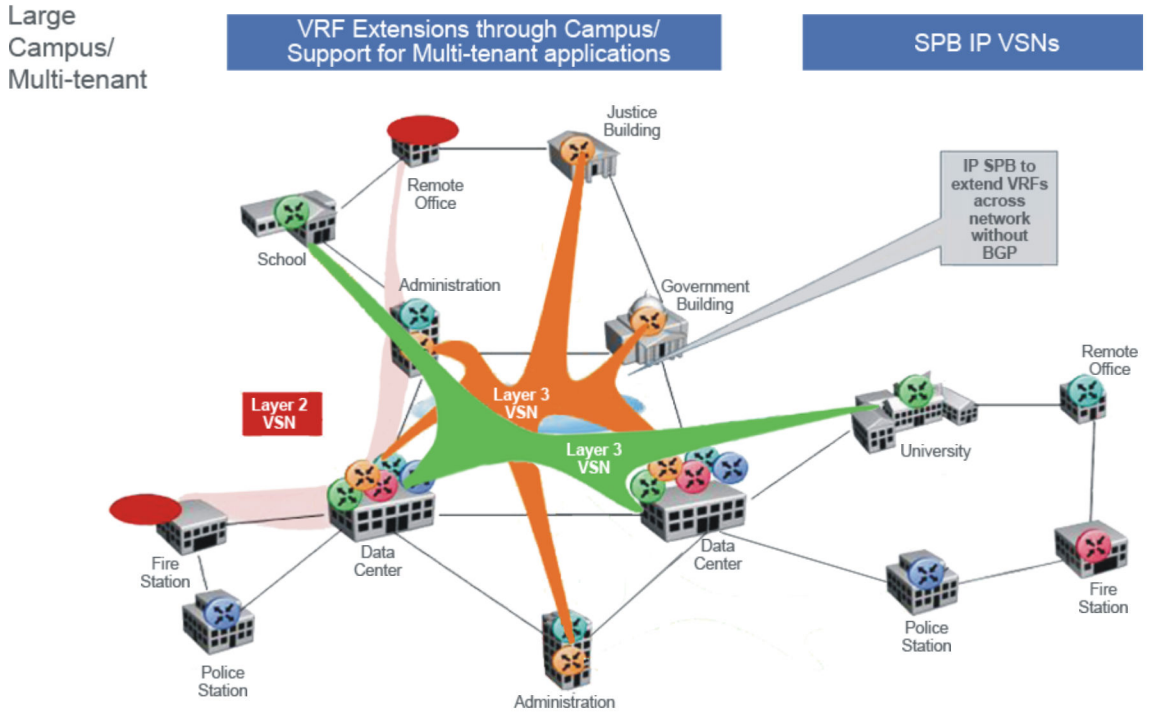 Large
Campus/
Multi-tenant
VRF Extensions through Campus/
Support for Multi-tenant applications
SPB IP VSNs
Justice
Building
Remote
Office
IP SPB to
extend VRFs
across
network
without
BGP
School
Administration
Government
Building
Remote
Office
Layer 2
VSN
Layer 3
VSN
Layer 3
VSN
University
Fire
Station
Data
Center
Data
Center
Fire
Station
Police
Station
Police
Station
Administration